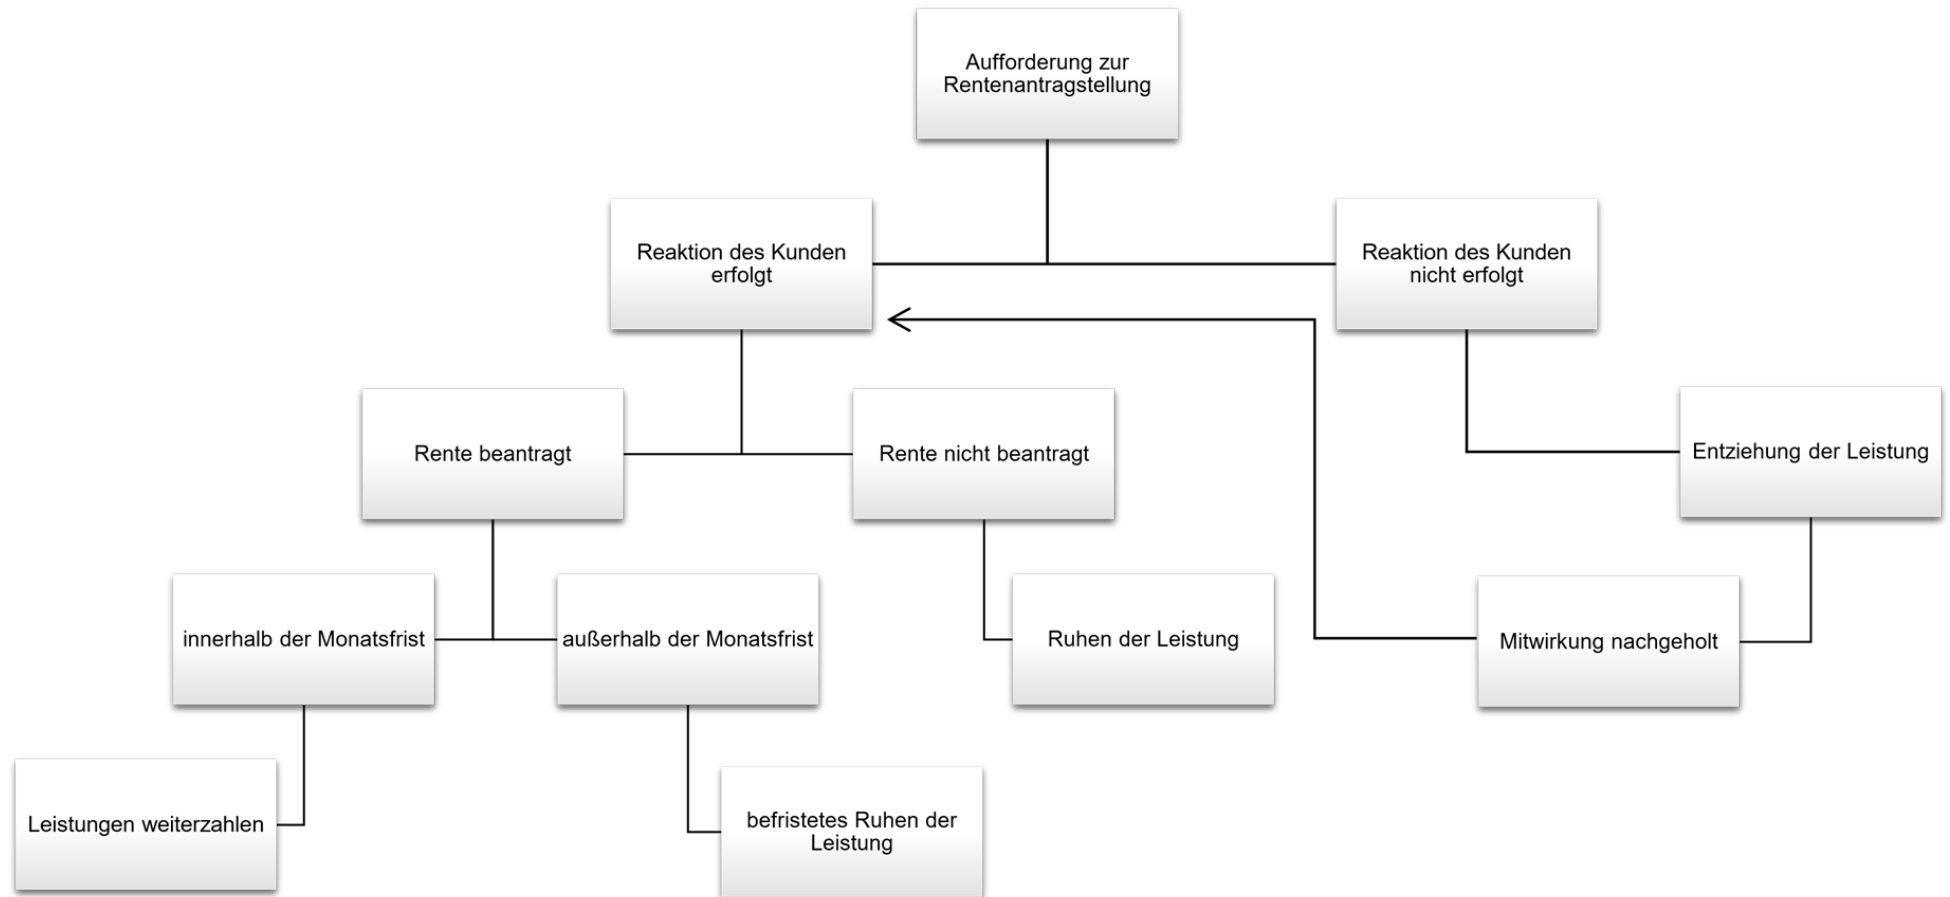 Aufforderung zur
Rentenantragstellung
Reaktion des Kunden
erfolgt
Reaktion des Kunden
nicht erfolgt
Rente beantragt
Rente nicht beantragt
Entziehung der Leistung
innerhalb der Monatsfrist
außerhalb der Monatsfrist
Ruhen der Leistung
Mitwirkung nachgeholt
Leistungen weiterzahlen
befristetes Ruhen der
Leistung